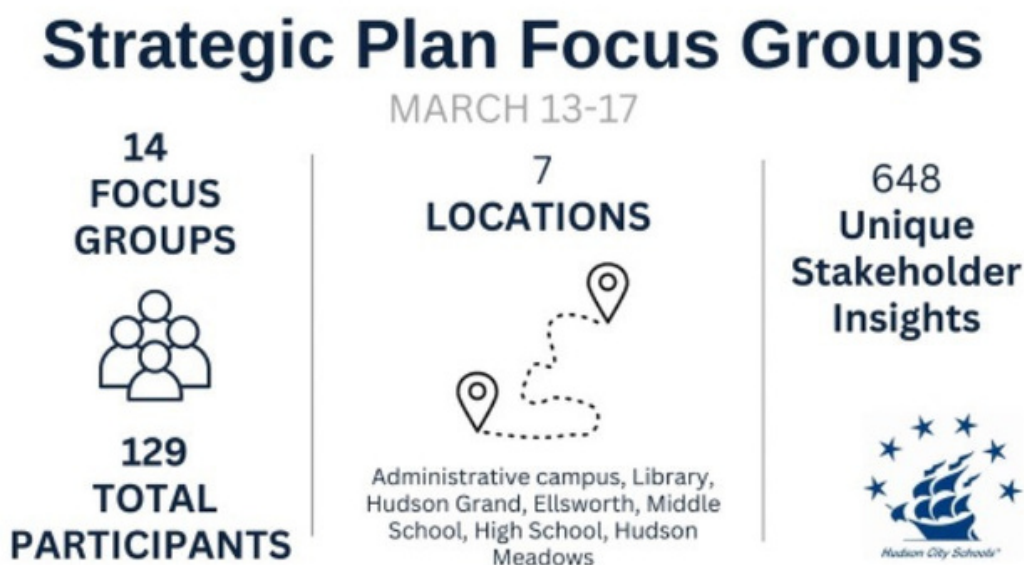 Strategic Plan Focus Groups
MARCH 13-17
14
FOCUS
GROUPS
129
TOTAL
PARTICIPANTS
7
LOCATIONS
Administrative campus, Library,
Hudson Grand, Ellsworth, Middle
School, High School, Hudson
Meadows
648
Unique
Stakeholder
Insights
Hudson City Schools